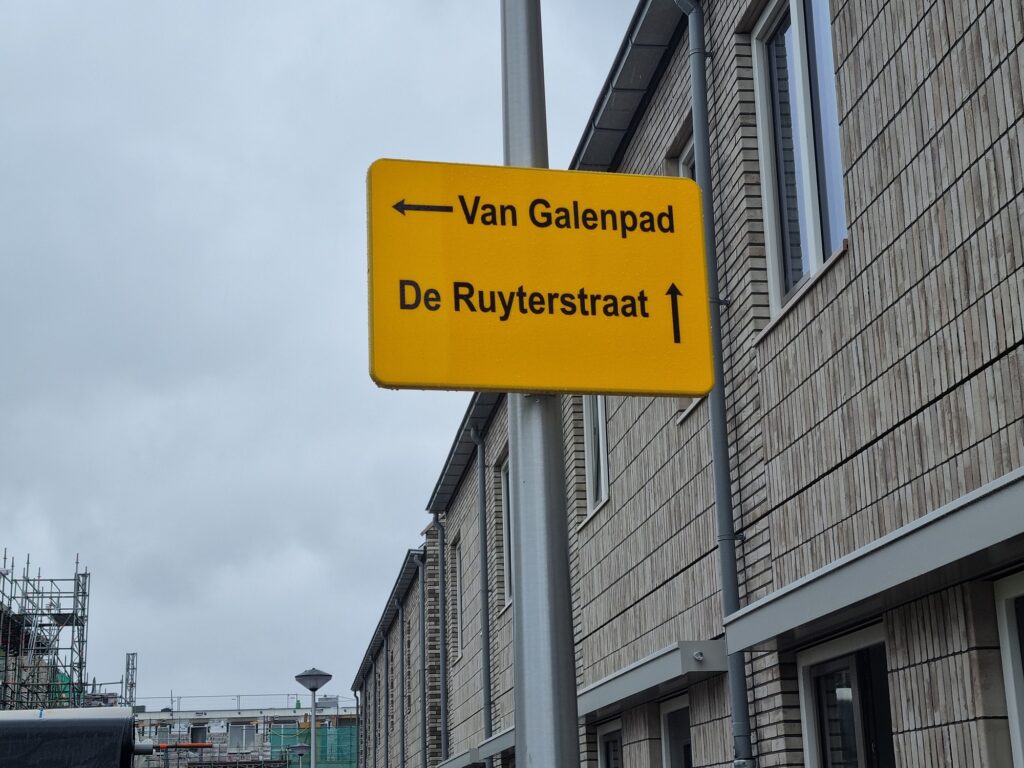 ← Van Galenpad
De Ruyterstraat ↑